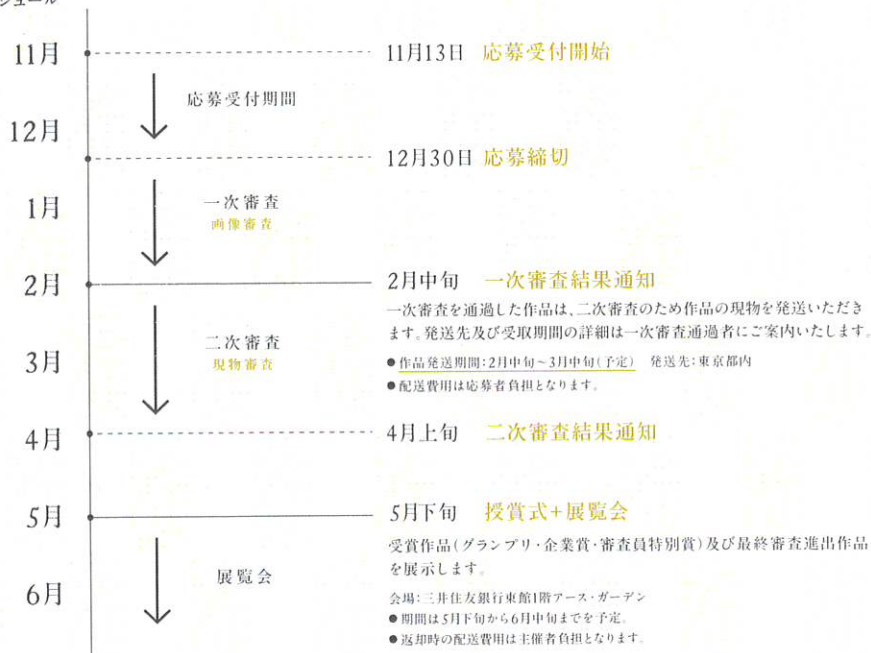 ジュール
11月
11月13日 応募受付開始
応募受付期間
12月
12月30日 応募締切
1月
一次審査
画像審査
2月
2月中旬 一次審査結果通知
一次審査を通過した作品は、二次審査のため作品の現物を発送いただき
ます。発送先及び受取期間の詳細は一次審査通過者にご案内いたします。
二次審査
現物審査
3月
●作品発送期間:2月中旬~3月中旬(予定) 発送先:東京都内
●配送費用は応募者負担となります。
4月
4月上旬 二次審査結果通知
5月
5月下旬 授賞式+展覧会
受賞作品(グランプリ・企業賞・審査員特別賞)及び最終審査進出作品
を展示します。
展覧会
6月
会場:三井住友銀行東館1階アース・ガーデン
●期間は5月下旬から6月中旬までを予定。
●返却時の配送費用は主催者負担となります。